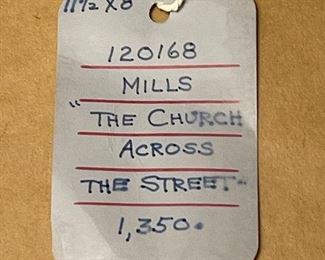 11½ X 8
120168
MILLS
"THE CHURCH
ACROSS
THE STREET"
1,350.